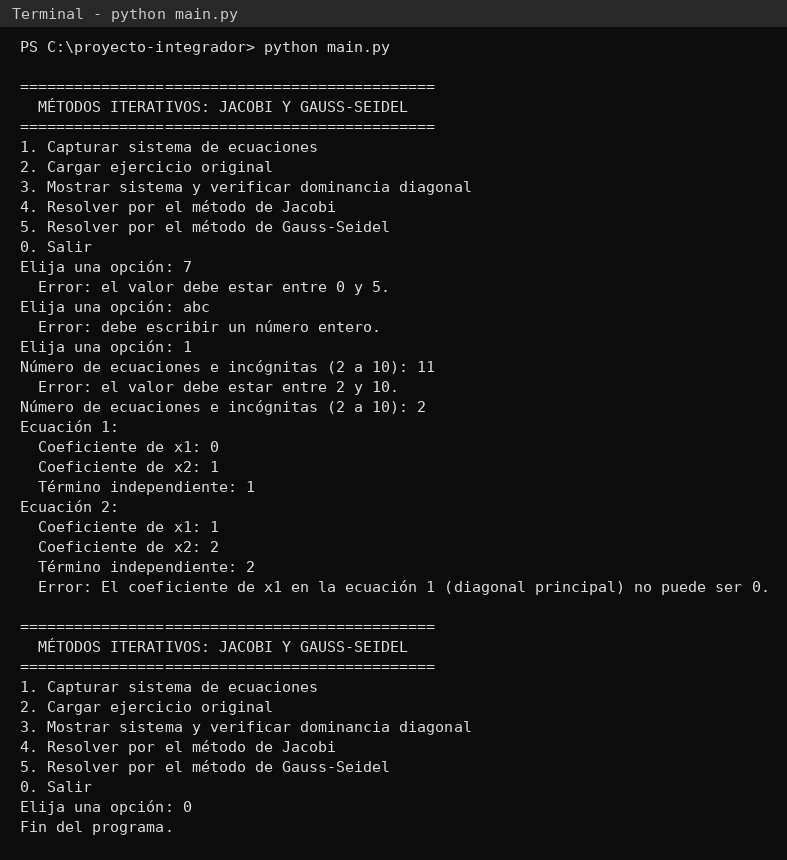 Terminal - python main.py
PS C:\proyecto-integrador> python main.py
==============================================
MÉTODOS ITERATIVOS: JACOBI Y GAUSS-SEIDEL
==============================================
1. Capturar sistema de ecuaciones
2. Cargar ejercicio original
3. Mostrar sistema y verificar dominancia diagonal
4. Resolver por el método de Jacobi
5. Resolver por el método de Gauss-Seidel
0. Salir
Elija una opción: 7
Error: el valor debe estar entre 0 y 5.
Elija una opción: abc
Error: debe escribir un número entero.
Elija una opción: 1
Número de ecuaciones e incógnitas (2 a 10): 11
Error: el valor debe estar entre 2 y 10.
Número de ecuaciones e incógnitas (2 a 10): 2
Ecuación 1:
Coeficiente de x1: 0
Coeficiente de x2: 1
Término independiente: 1
Ecuación 2:
Coeficiente de x1: 1
Coeficiente de x2: 2
Término independiente: 2
Error: El coeficiente de x1 en la ecuación 1 (diagonal principal) no puede ser 0.
==============================================
MÉTODOS ITERATIVOS: JACOBI Y GAUSS-SEIDEL
==============================================
1. Capturar sistema de ecuaciones
2. Cargar ejercicio original
3. Mostrar sistema y verificar dominancia diagonal
4. Resolver por el método de Jacobi
5. Resolver por el método de Gauss-Seidel
0. Salir
Elija una opción: 0
Fin del programa.